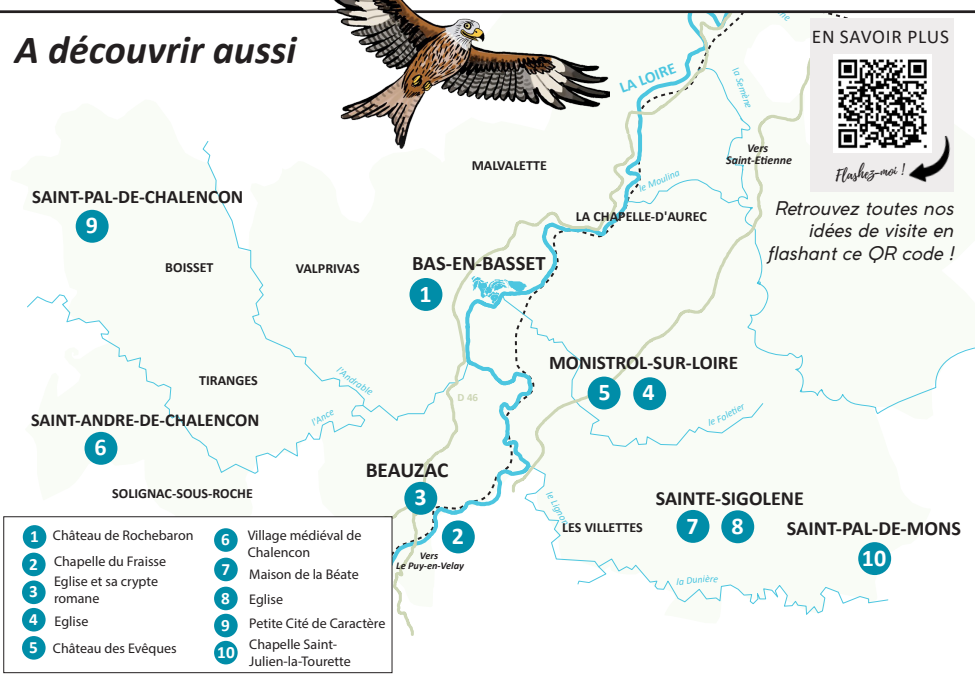 A découvrir aussi
EN SAVOIR PLUS
Flashez-moi !
Retrouvez toutes nos
idées de visite en
flashant ce QR code !
LA LOIRE
la Semène
Vers
Saint-Etienne
MALVALETTE
le Moulina
LA CHAPELLE-D'AUREC
SAINT-PAL-DE-CHALENCON
9
BOISSET
VALPRIVAS
BAS-EN-BASSET
1
MONISTROL-SUR-LOIRE
5
4
TIRANGES
l'Andrable
D 46
l'Ance
le Foletier
SAINT-ANDRE-DE-CHALENCON
6
BEAUZAC
3
SOLIGNAC-SOUS-ROCHE
le Lignon
SAINTE-SIGOLENE
7
8
LES VILLETTES
SAINT-PAL-DE-MONS
10
2
Vers
Le Puy-en-Velay
la Dunière
1 Château de Rochebaron
2 Chapelle du Fraisse
3 Eglise et sa crypte
romane
4 Eglise
5 Château des Evêques
6 Village médiéval de
Chalencon
7 Maison de la Béate
8 Eglise
9 Petite Cité de Caractère
10 Chapelle Saint-
Julien-la-Tourette